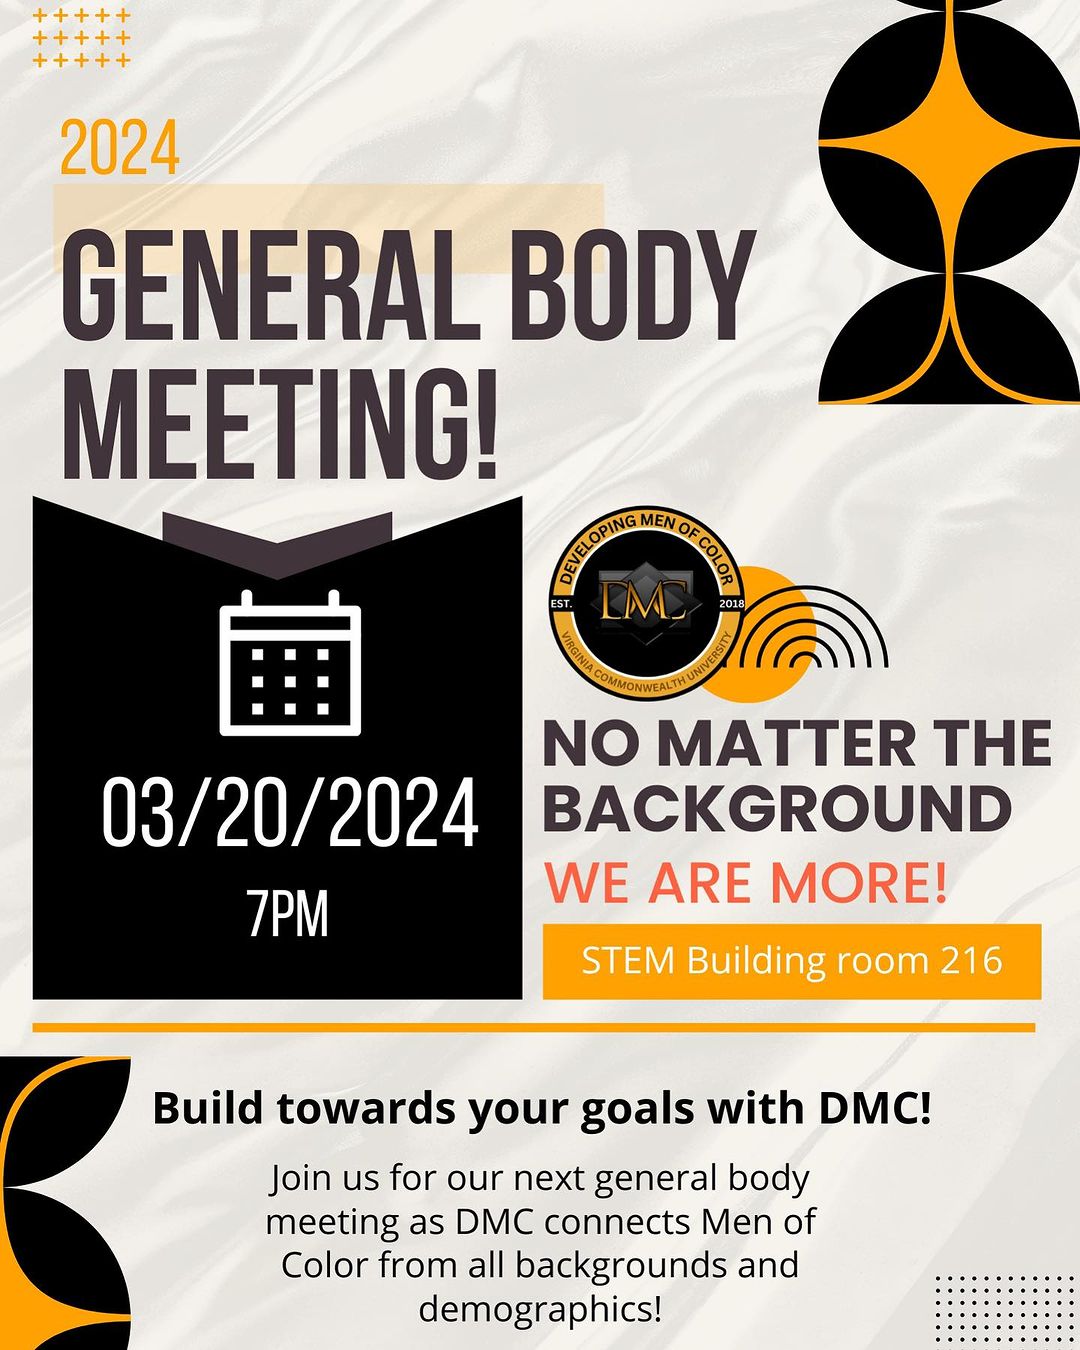 2024
GENERAL BODY
MEETING!
03/20/2024
7PM
DEVELOPING MEN OF COLOR
EST.
DMC
2018
VIRGINIA COMMONWEALTH UNIVERSITY
NO MATTER THE
BACKGROUND
WE ARE MORE!
STEM Building room 216
Build towards your goals with DMC!
Join us for our next general body
meeting as DMC connects Men of
Color from all backgrounds and
demographics!